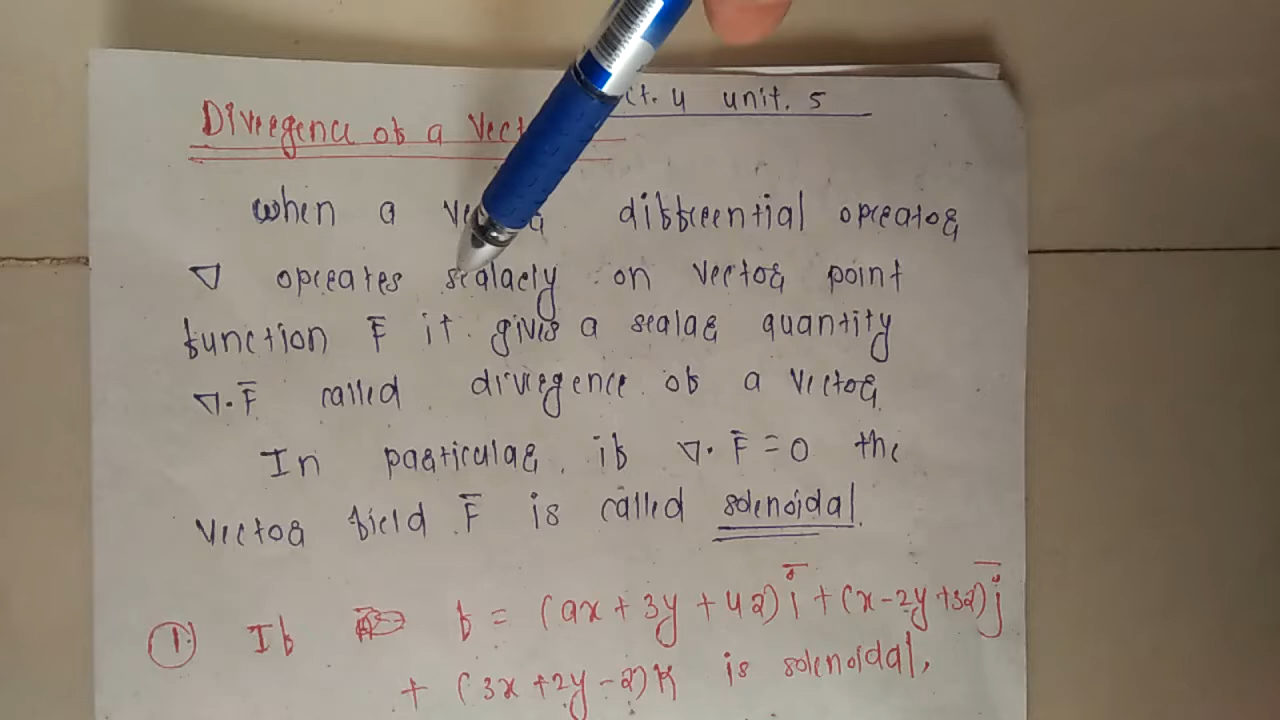 ct. 4 unit. 5
Divergence of a Vect
When a differential operator
∇ operates scalarly on vector point
function F̅ it gives a scalar quantity
∇. F̅ called divergence of a vector
In particular, if ∇. F̅ = 0 the
vector field F̅ is called solenoidal.
1) If f = (ax + 3y + 4z) i̅ + (x - 2y + 3z) j̅
+ (3x + 2y - z) k is solenoidal,